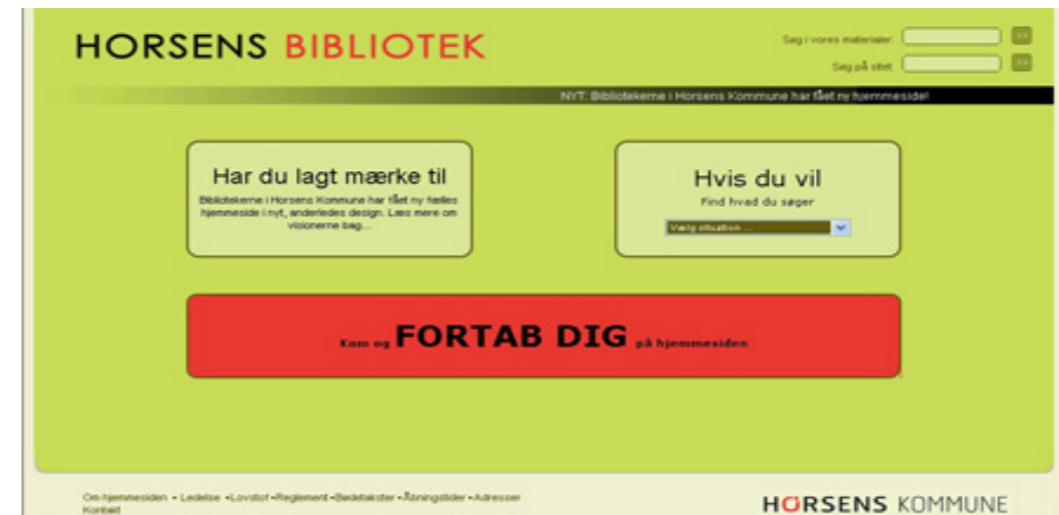 HORSENS BIBLIOTEK
Søg i vores materialer:
Søg på sitet
NYT: Bibliotekerne i Horsens Kommune har fået ny hjemmeside!
Har du lagt mærke til
Bibliotekerne i Horsens Kommune har fået ny fælles
hjemmeside i nyt, anderledes design. Læs mere om
visionerne bag...
Hvis du vil
Find hvad du søger
Vælg situation ...
Kom og FORTAB DIG på hjemmesiden
Om hjemmesiden • Ledelse •Lovstof •Reglement •Bødetakster •Åbningstider •Adresser
Kontakt
HORSENS KOMMUNE